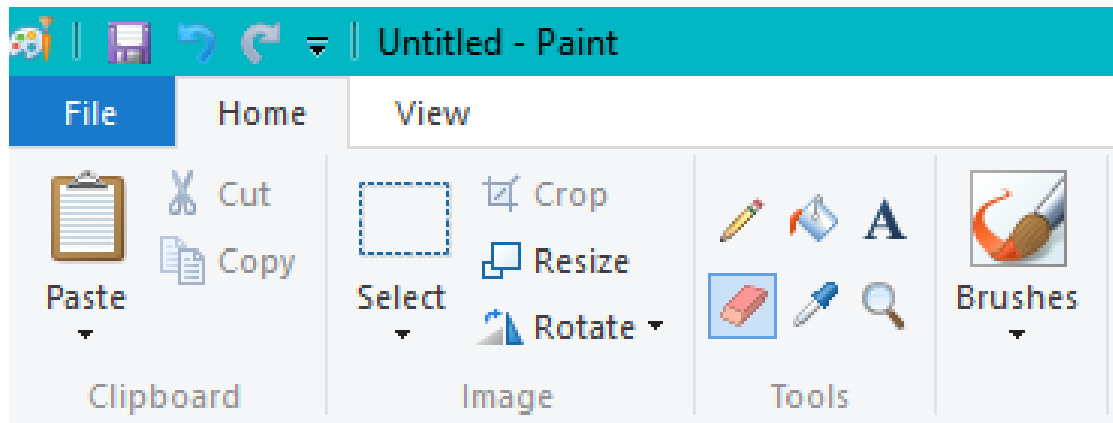 Untitled - Paint
File Home View
Cut
Copy
Paste
Clipboard
Crop
Resize
Select
Rotate
Image
A
Tools
Brushes